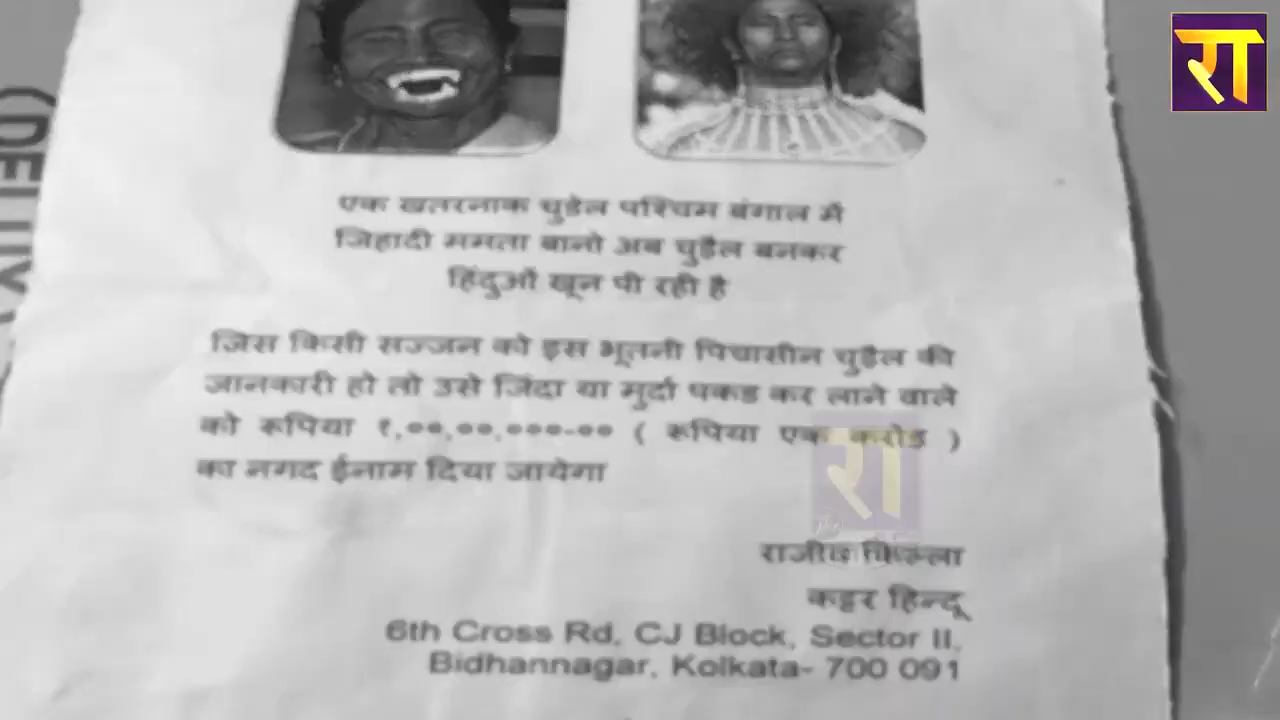 रा
एक खतरनाक चुडेल पश्चिम बंगाल में
जिहादी ममता बानो अब चुड़ैल बनकर
हिंदुओं खून पी रही है
जिस किसी सज्जन को इस भूतनी पिचासीन चुड़ैल की
जानकारी हो तो उसे जिंदा या मुर्दा पकड कर लाने वाले
को रूपिया १,००,००,०००-०० ( रूपिया एक करोड )
का नगद ईनाम दिया जायेगा
रा
कट्टर हिन्दू
6th Cross Rd, CJ Block, Sector II,
Bidhannagar, Kolkata- 700 091